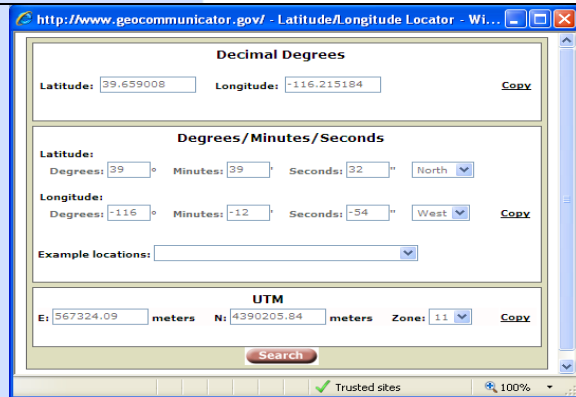 http://www.geocommunicator.gov/ - Latitude/Longitude Locator - Wi...
Decimal Degrees
Latitude: 39.659008 Longitude: -116.215184 Copy
Degrees/Minutes/Seconds
Latitude:
Degrees: 39 ° Minutes: 39 ' Seconds: 32 " North
Longitude:
Degrees: -116 ° Minutes: -12 ' Seconds: -54 " West Copy
Example locations:
UTM
E: 567324.09 meters N: 4390205.84 meters Zone: 11 Copy
Search
Trusted sites 100%